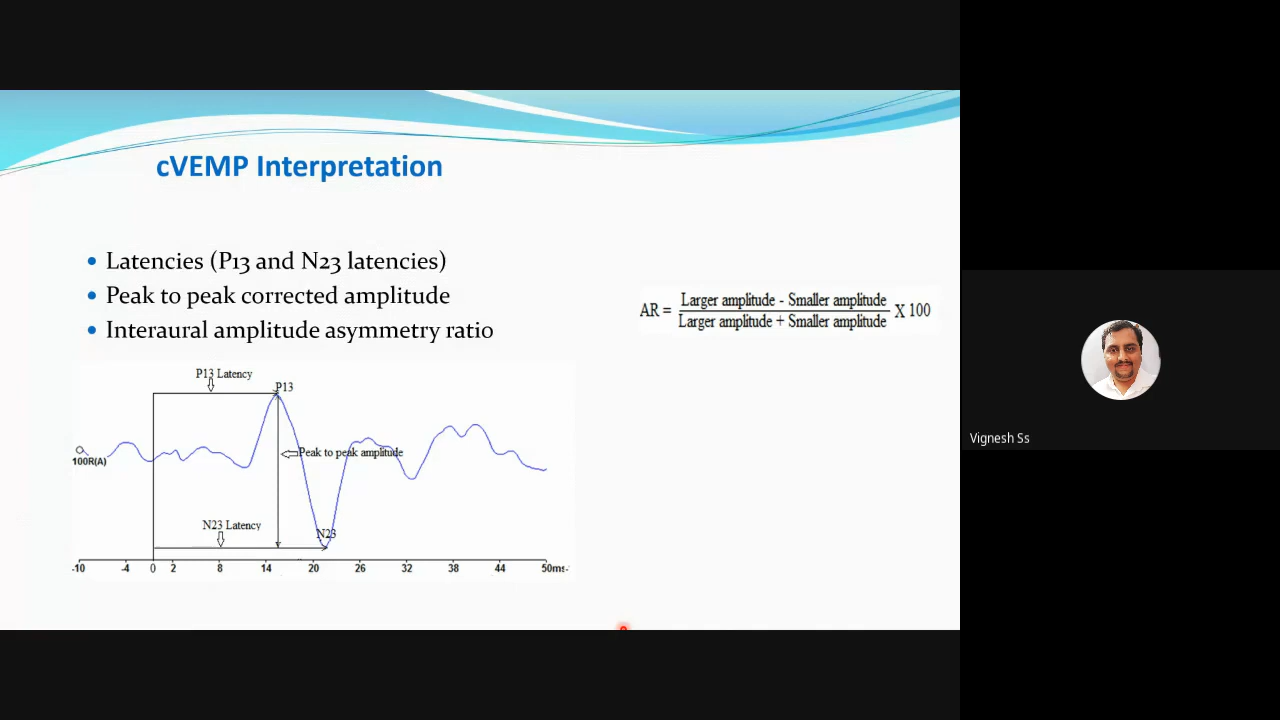 cVEMP Interpretation
• Latencies (P13 and N23 latencies)
• Peak to peak corrected amplitude
• Interaural amplitude asymmetry ratio
AR = Larger amplitude - Smaller amplitude
Larger amplitude + Smaller amplitude X 100
P13 Latency
P13
Peak to peak amplitude
100R(A)
N23 Latency
N23
-10 -4 0 2 8 14 20 26 32 38 44 50ms
Vignesh Ss